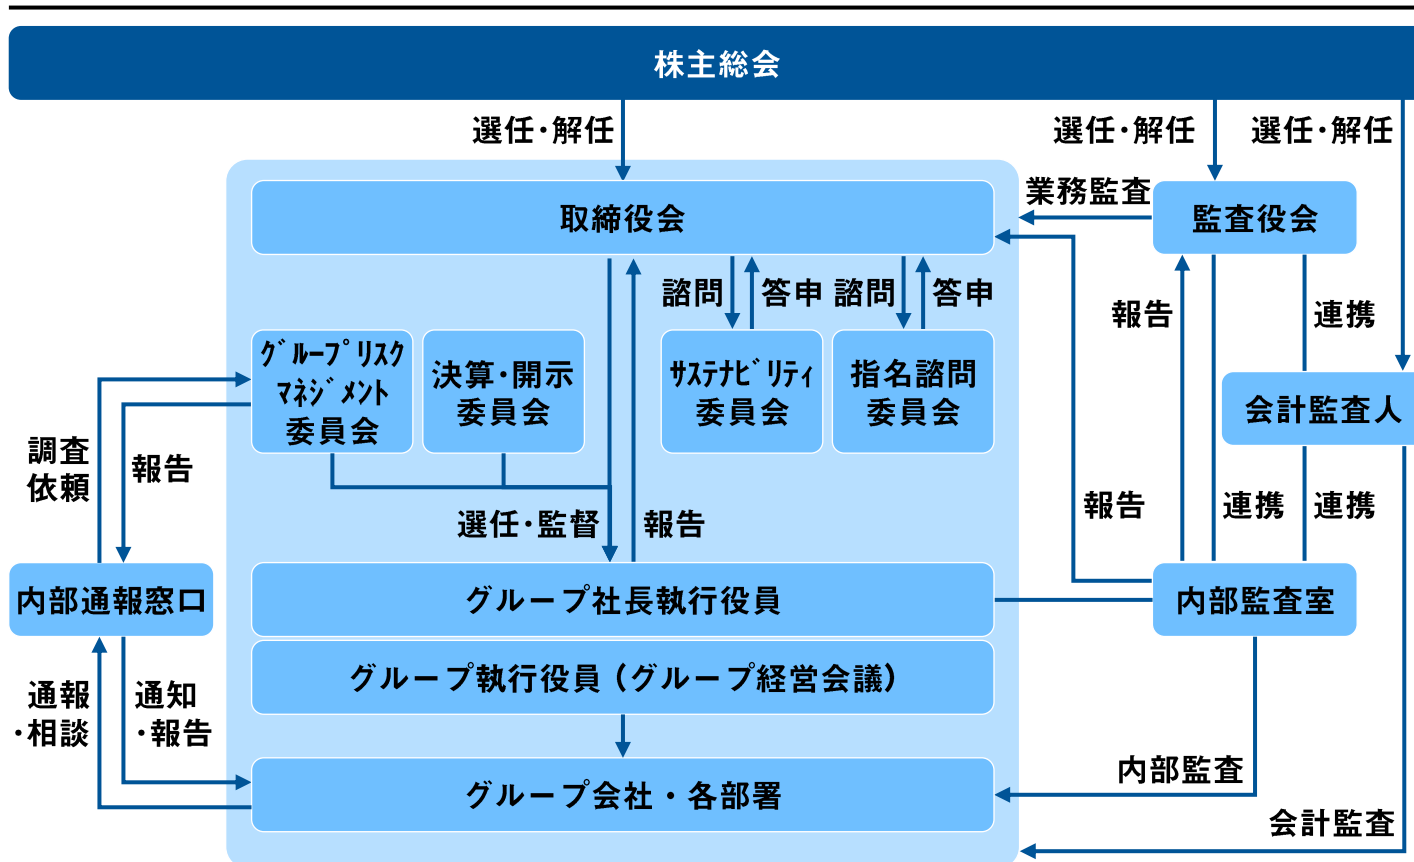 株主総会
選任・解任
選任・解任
選任・解任
取締役会
業務監査
監査役会
諮問
答申
諮問
答申
報告
連携
グループリスク
マネジメント
委員会
決算・開示
委員会
サステナビリティ
委員会
指名諮問
委員会
会計監査人
調査
依頼
報告
選任・監督
報告
報告
連携
連携
内部通報窓口
グループ社長執行役員
内部監査室
グループ執行役員（グループ経営会議）
通報
・相談
通知
・報告
内部監査
グループ会社・各部署
会計監査